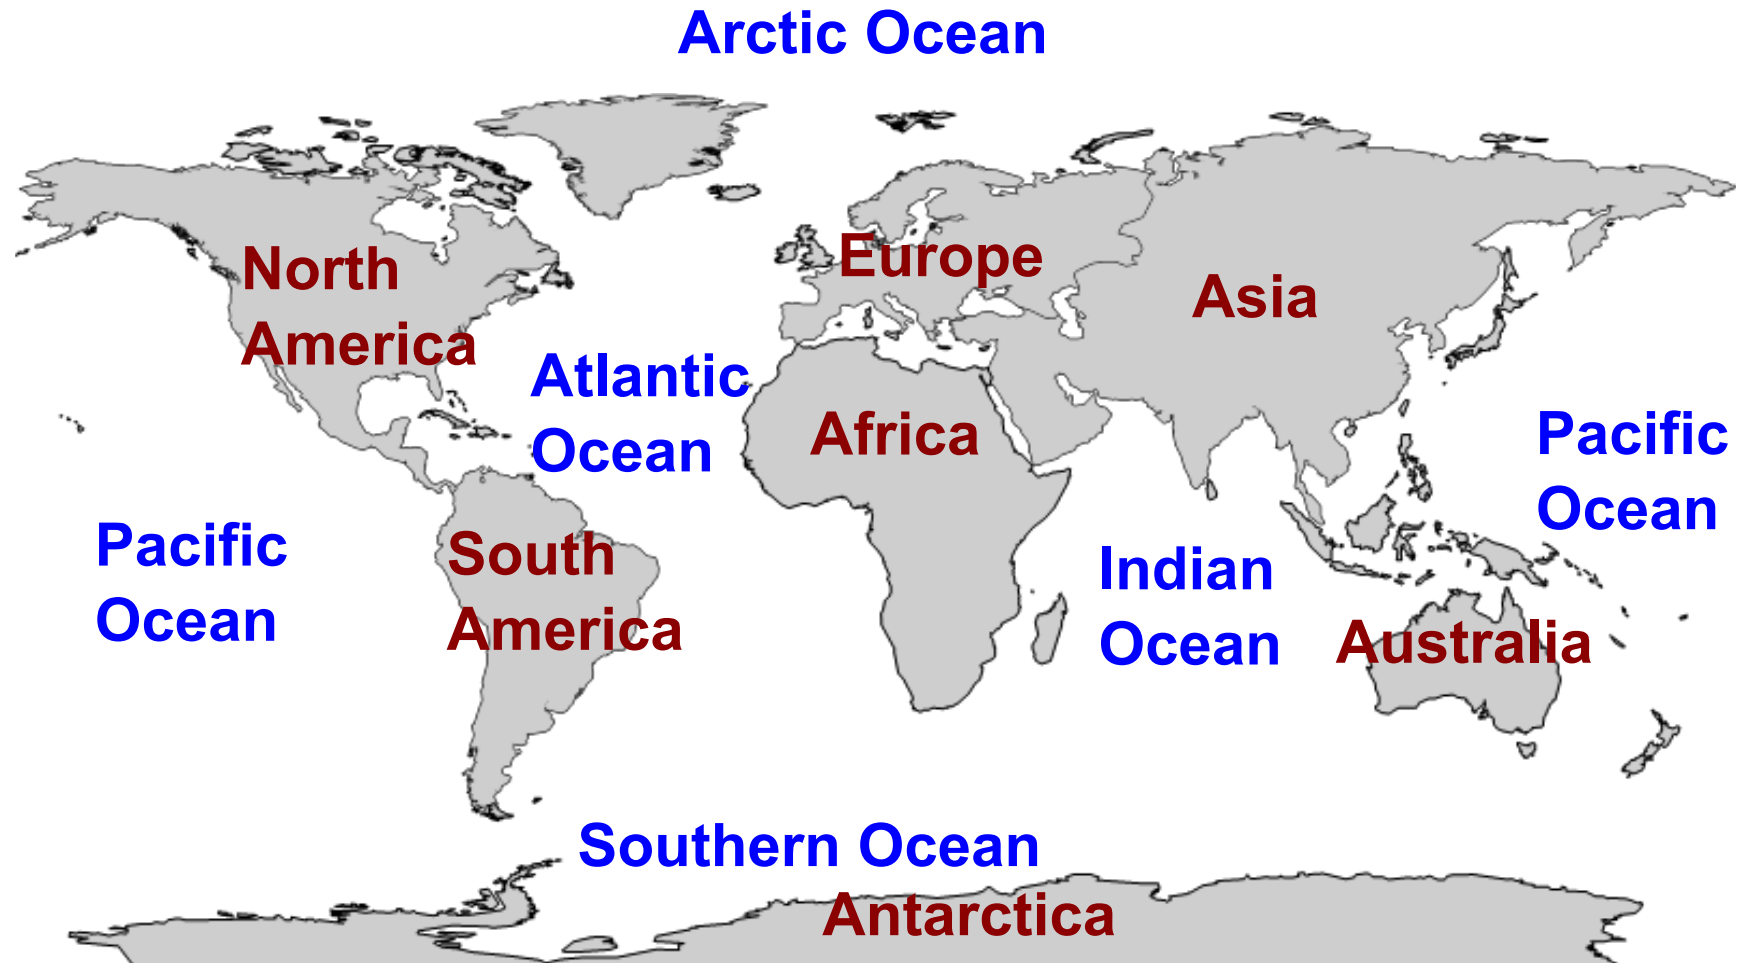 Arctic Ocean
North
America
Europe
Asia
Atlantic
Ocean
Africa
Pacific
Ocean
Pacific
Ocean
South
America
Indian
Ocean
Australia
Southern Ocean
Antarctica